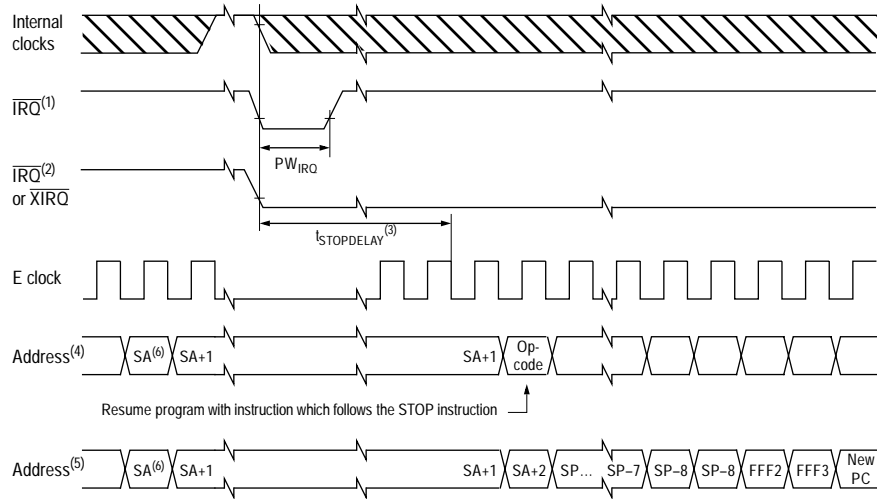 Internal
clocks
IRQ(1)
PWIRQ
IRQ(2)
or XIRQ
tSTOPDELAY(3)
E clock
Address(4) SA(6) SA+1 SA+1 Op-
code
Resume program with instruction which follows the STOP instruction
Address(5) SA(6) SA+1 SA+1 SA+2 SP... SP–7 SP–8 SP–8 FFF2 FFF3 New
PC